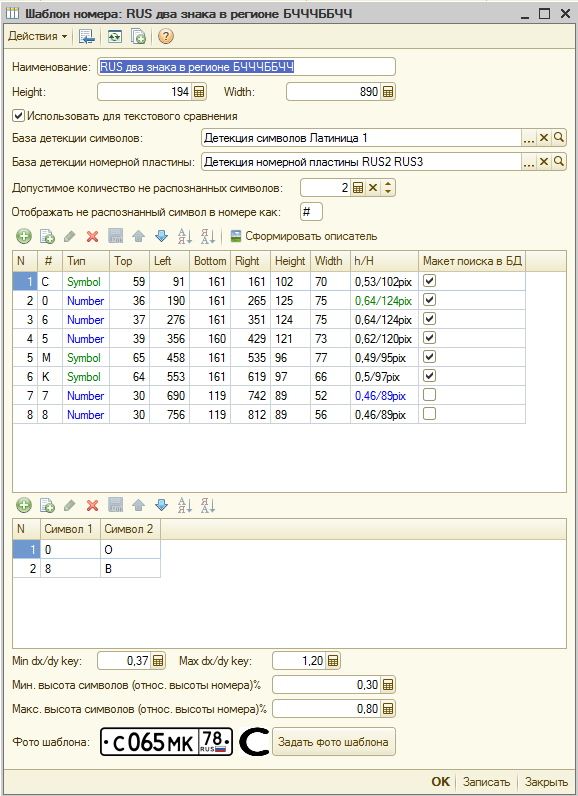 Шаблон номера: RUS два знака в регионе БЧЧЧББЧЧ
Действия
Наименование: RUS два знака в регионе БЧЧЧББЧЧ
Height: 194 Width: 890
Использовать для текстового сравнения
База детекции символов: Детекция символов Латиница 1
База детекции номерной пластины: Детекция номерной пластины RUS2 RUS3
Допустимое количество не распознанных символов: 2
Отображать не распознанный символ в номере как: #
Сформировать описатель
N # Тип Top Left Bottom Right Height Width h/H Макет поиска в БД
1 C Symbol 59 91 161 161 102 70 0,53/102pix
2 0 Number 36 190 161 265 125 75 0,64/124pix
3 6 Number 37 276 161 351 124 75 0,64/124pix
4 5 Number 39 356 160 429 121 73 0,62/120pix
5 M Symbol 65 458 161 535 96 77 0,49/95pix
6 K Symbol 64 553 161 619 97 66 0,5/97pix
7 7 Number 30 690 119 742 89 52 0,46/89pix
8 8 Number 30 756 119 812 89 56 0,46/89pix
N Символ 1 Символ 2
1 0 O
2 8 B
Min dx/dy key: 0,37 Max dx/dy key: 1,20
Мин. высота символов (относ. высоты номера)% 0,30
Макс. высота символов (относ. высоты номера)% 0,80
Фото шаблона: C065MK 78 RUS C Задать фото шаблона
OK Записать Закрыть